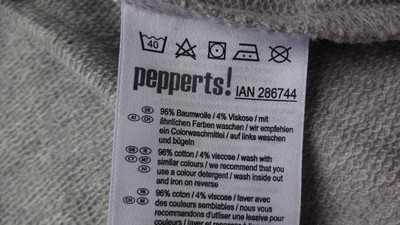 40
pepperts! IAN 286744
DE 96% Baumwolle / 4% Viskose / mit
AT CH ähnlichen Farben waschen / wir empfehlen
ein Colorwaschmittel / auf links waschen
und bügeln
GB IE 96% cotton / 4% viscose / wash with
CY MT similar colours / we recommend that you
use a colour detergent / wash inside out
and iron on reverse
FR BE 96% coton / 4% viscose / laver avec
CH des couleurs semblables / nous vous
recommandons d'utiliser une lessive pour